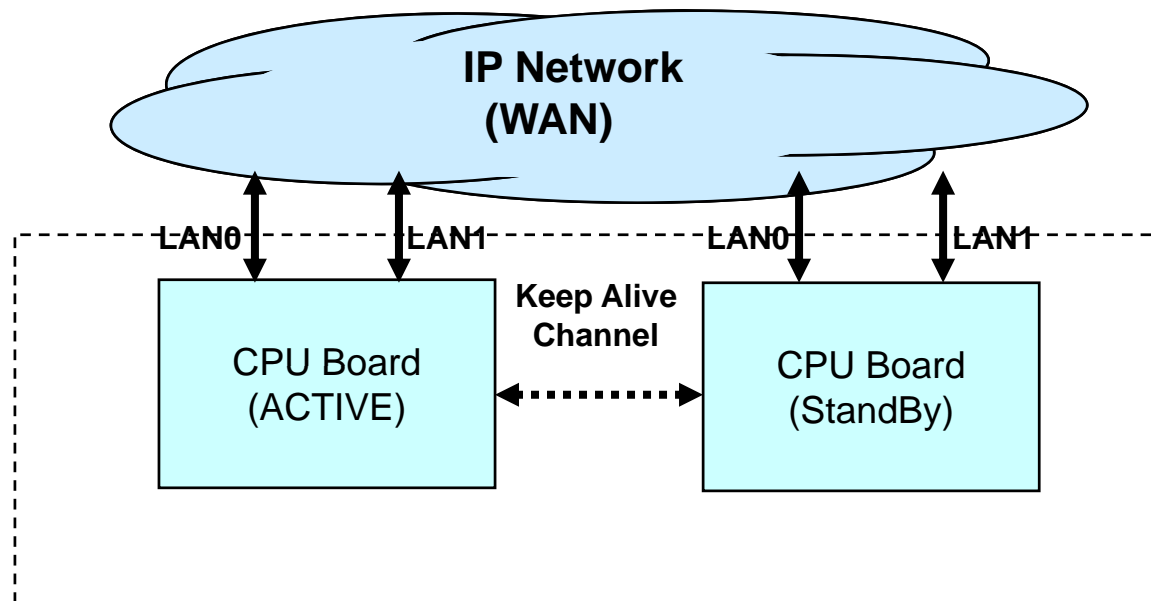 IP Network
(WAN)
LAN0
LAN1
LAN0
LAN1
Keep Alive
Channel
CPU Board
(ACTIVE)
CPU Board
(StandBy)